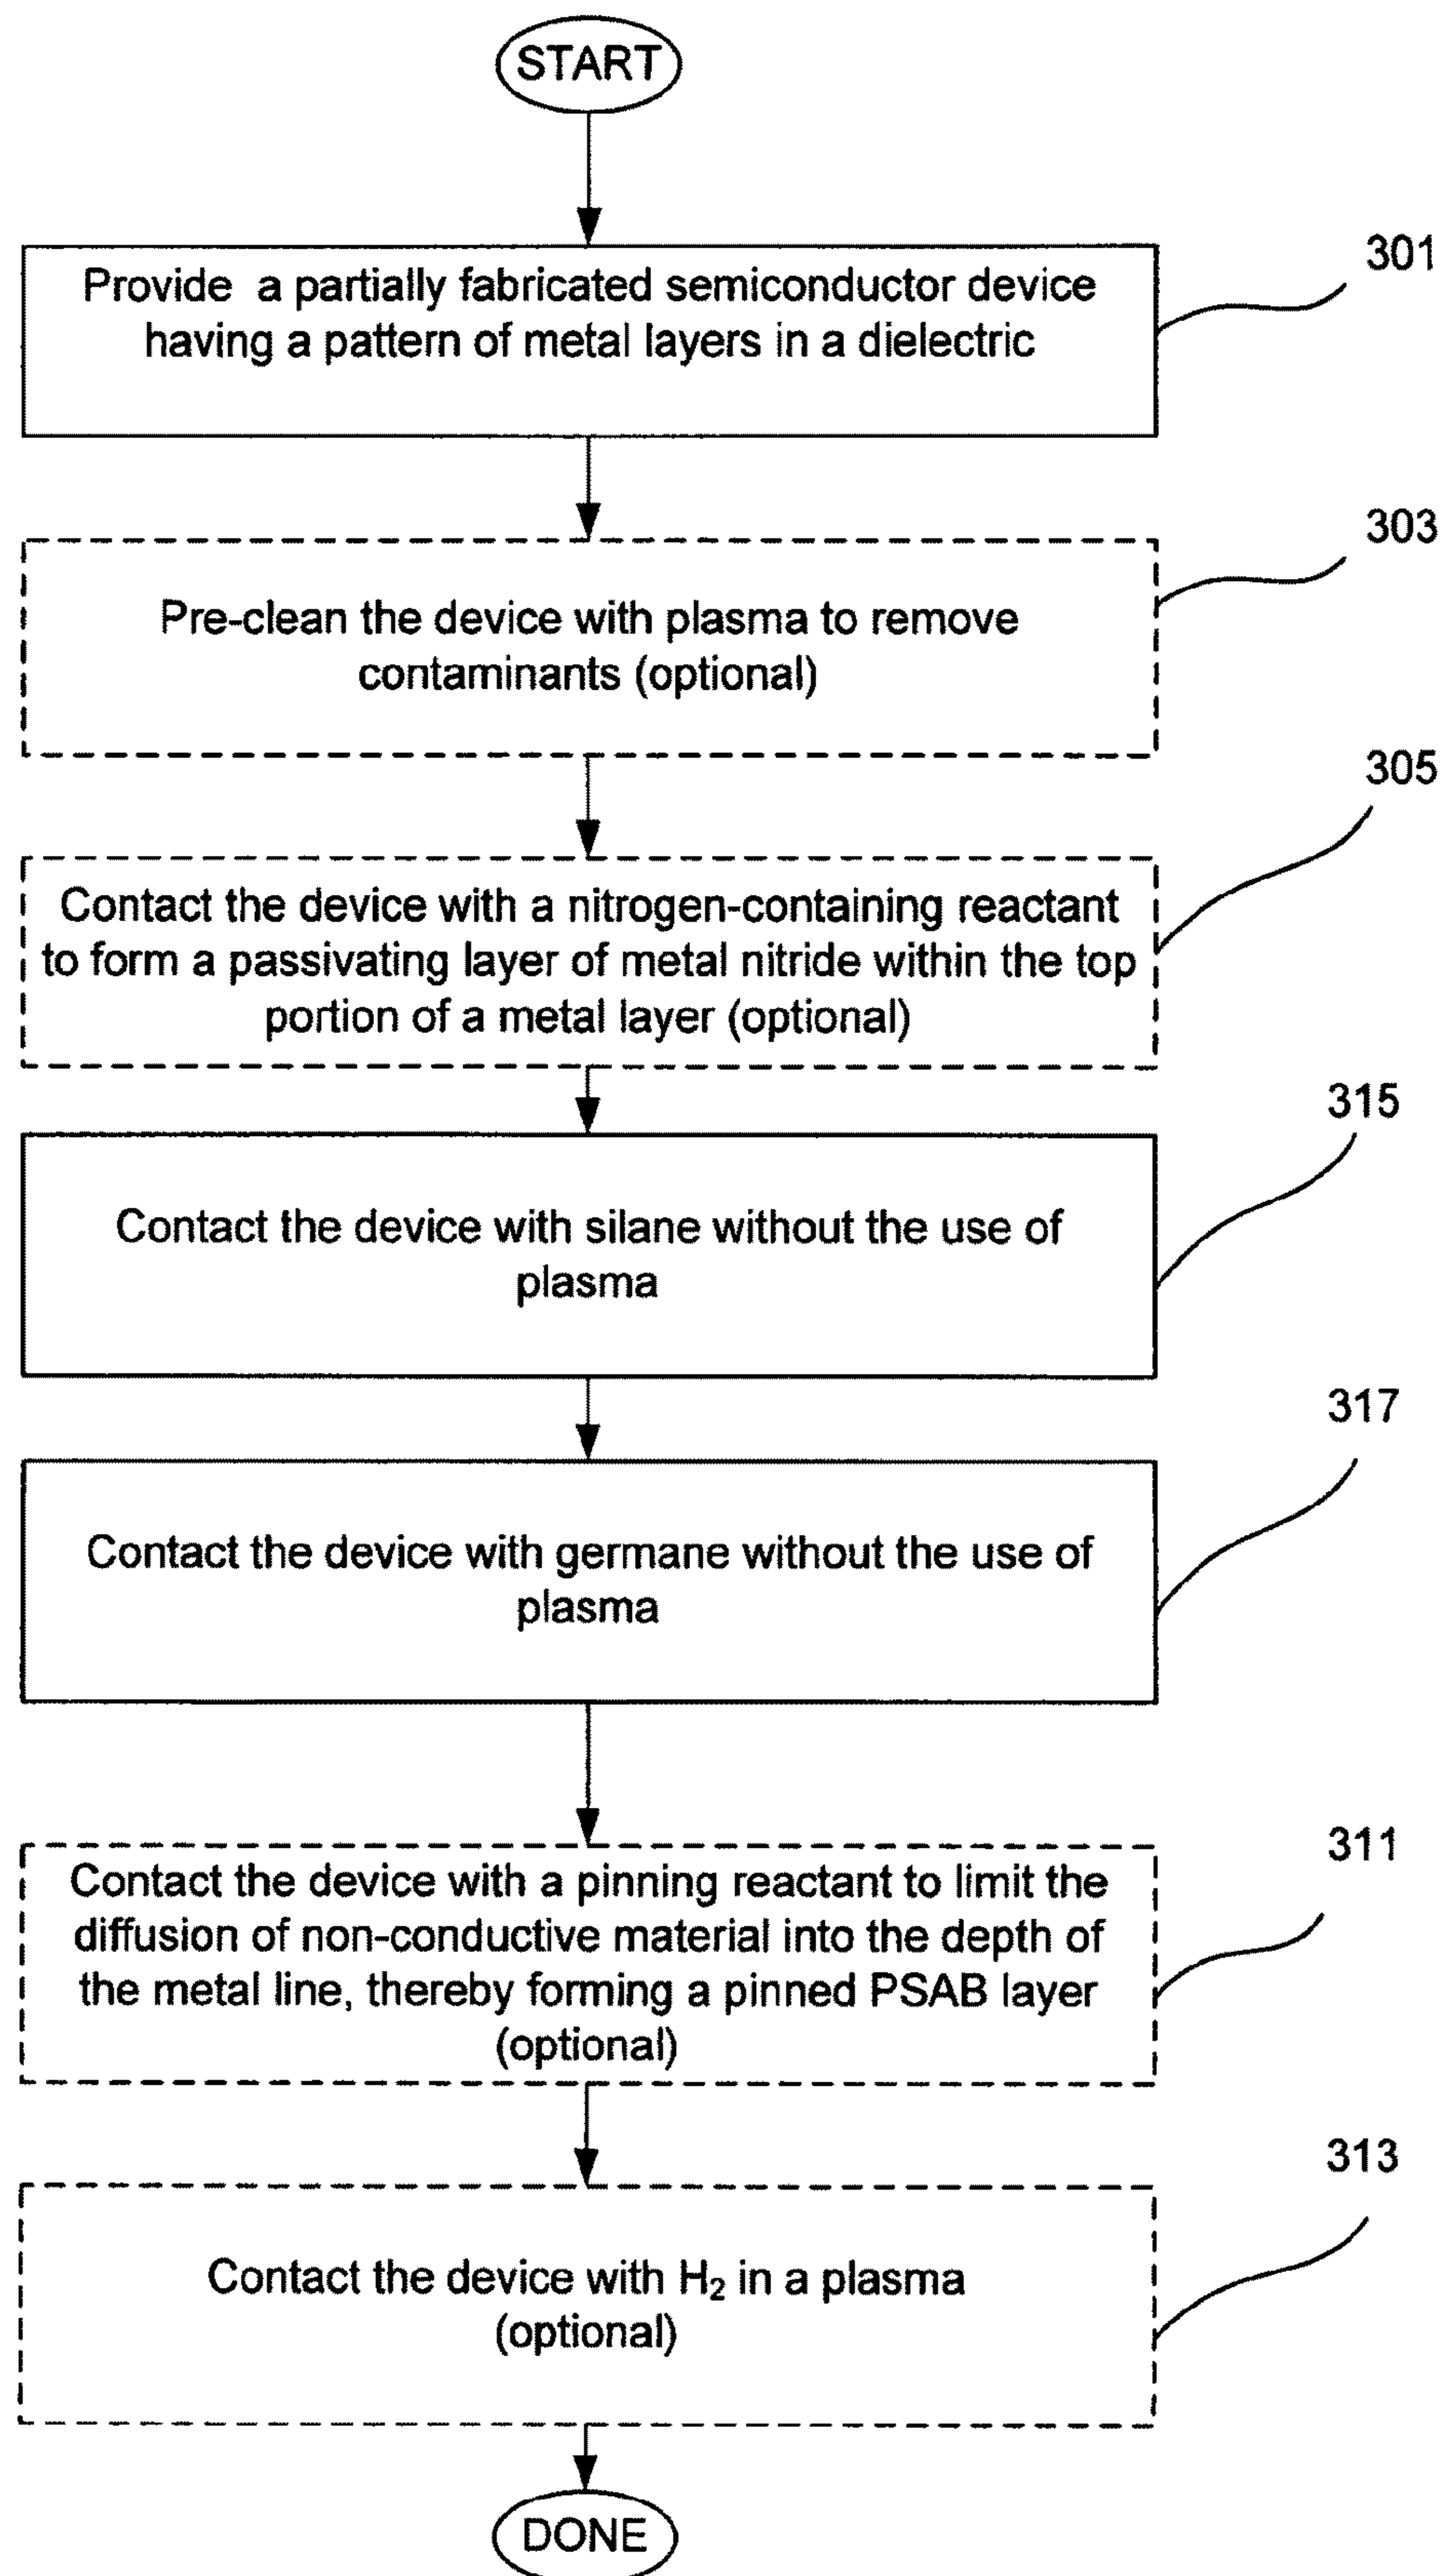 START
Provide a partially fabricated semiconductor device
having a pattern of metal layers in a dielectric
301
Pre-clean the device with plasma to remove
contaminants (optional)
303
Contact the device with a nitrogen-containing reactant
to form a passivating layer of metal nitride within the top
portion of a metal layer (optional)
305
Contact the device with silane without the use of
plasma
315
Contact the device with germane without the use of
plasma
317
Contact the device with a pinning reactant to limit the
diffusion of non-conductive material into the depth of
the metal line, thereby forming a pinned PSAB layer
(optional)
311
Contact the device with H₂ in a plasma
(optional)
313
DONE